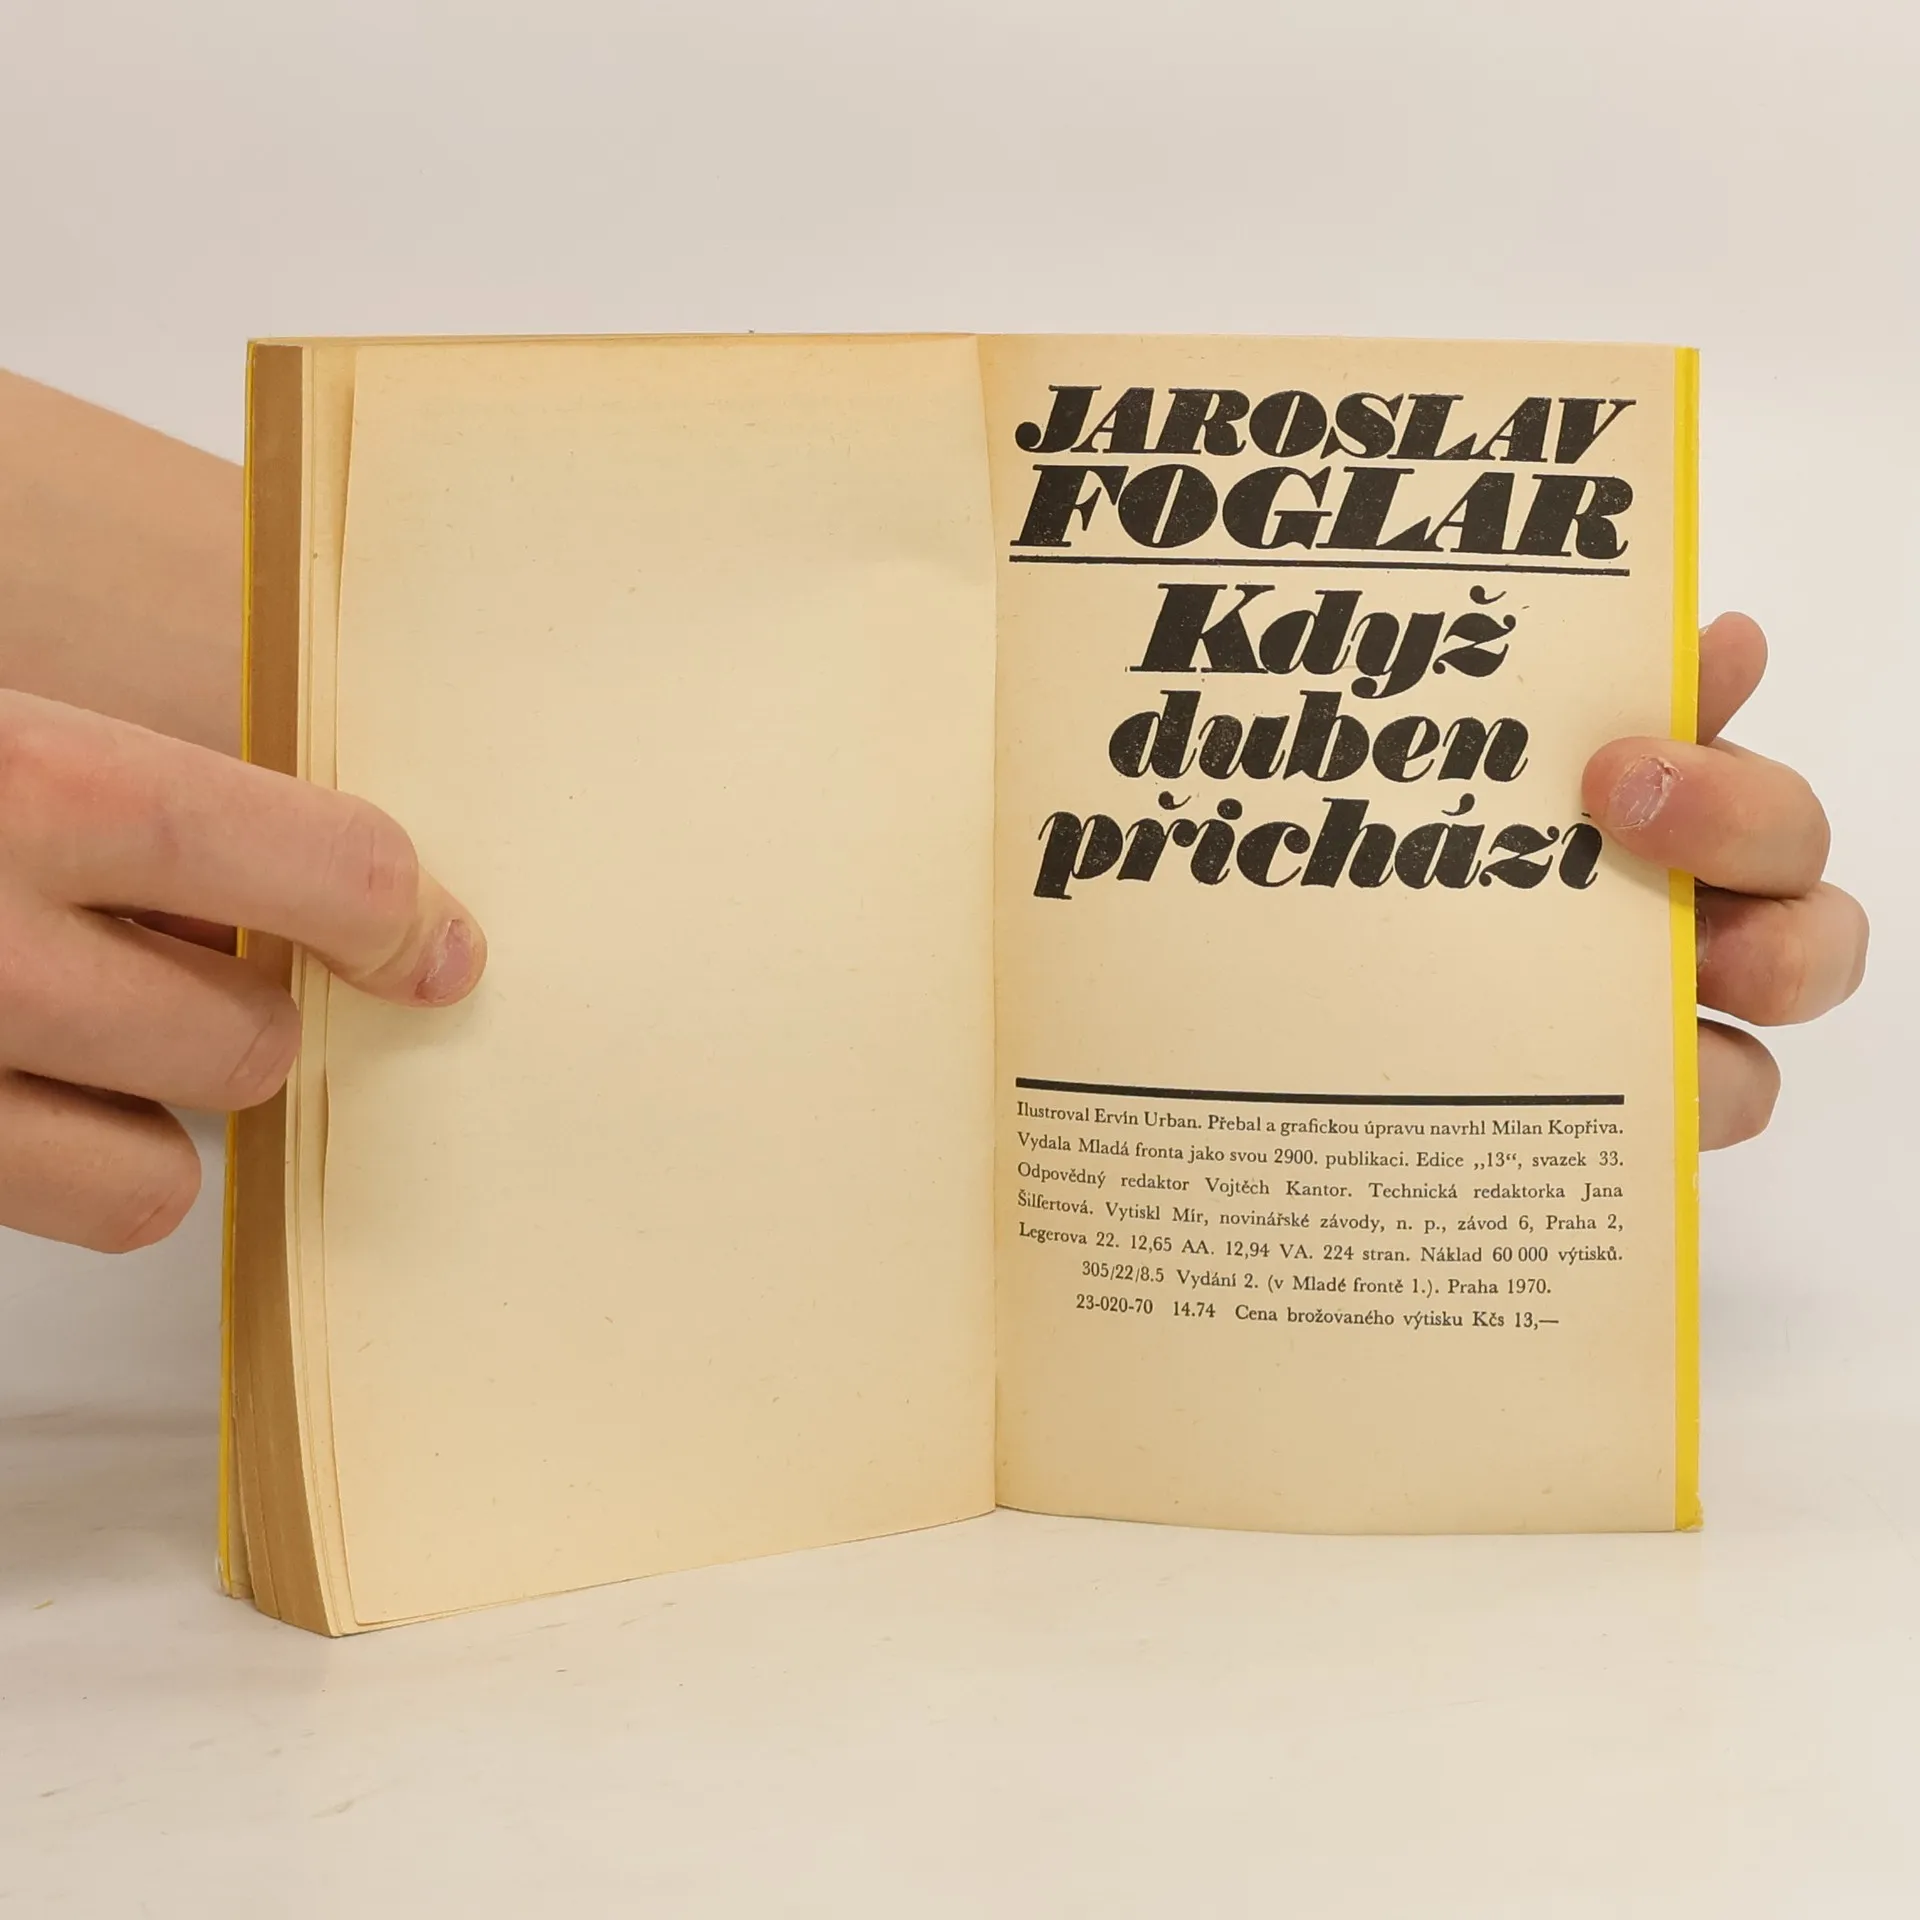 JAROSLAV
FOGLAR
Když
duben
přichází
Ilustroval Ervín Urban. Přebal a grafickou úpravu navrhl Milan Kopřiva.
Vydala Mladá fronta jako svou 2900. publikaci. Edice „13“, svazek 33.
Odpovědný redaktor Vojtěch Kantor. Technická redaktorka Jana
Šilfertová. Vytiskl Mír, novinářské závody, n. p., závod 6, Praha 2,
Legerova 22. 12,65 AA. 12,94 VA. 224 stran. Náklad 60 000 výtisků.
305/22/8.5 Vydání 2. (v Mladé frontě 1.). Praha 1970.
23-020-70 14.74 Cena brožovaného výtisku Kčs 13,—